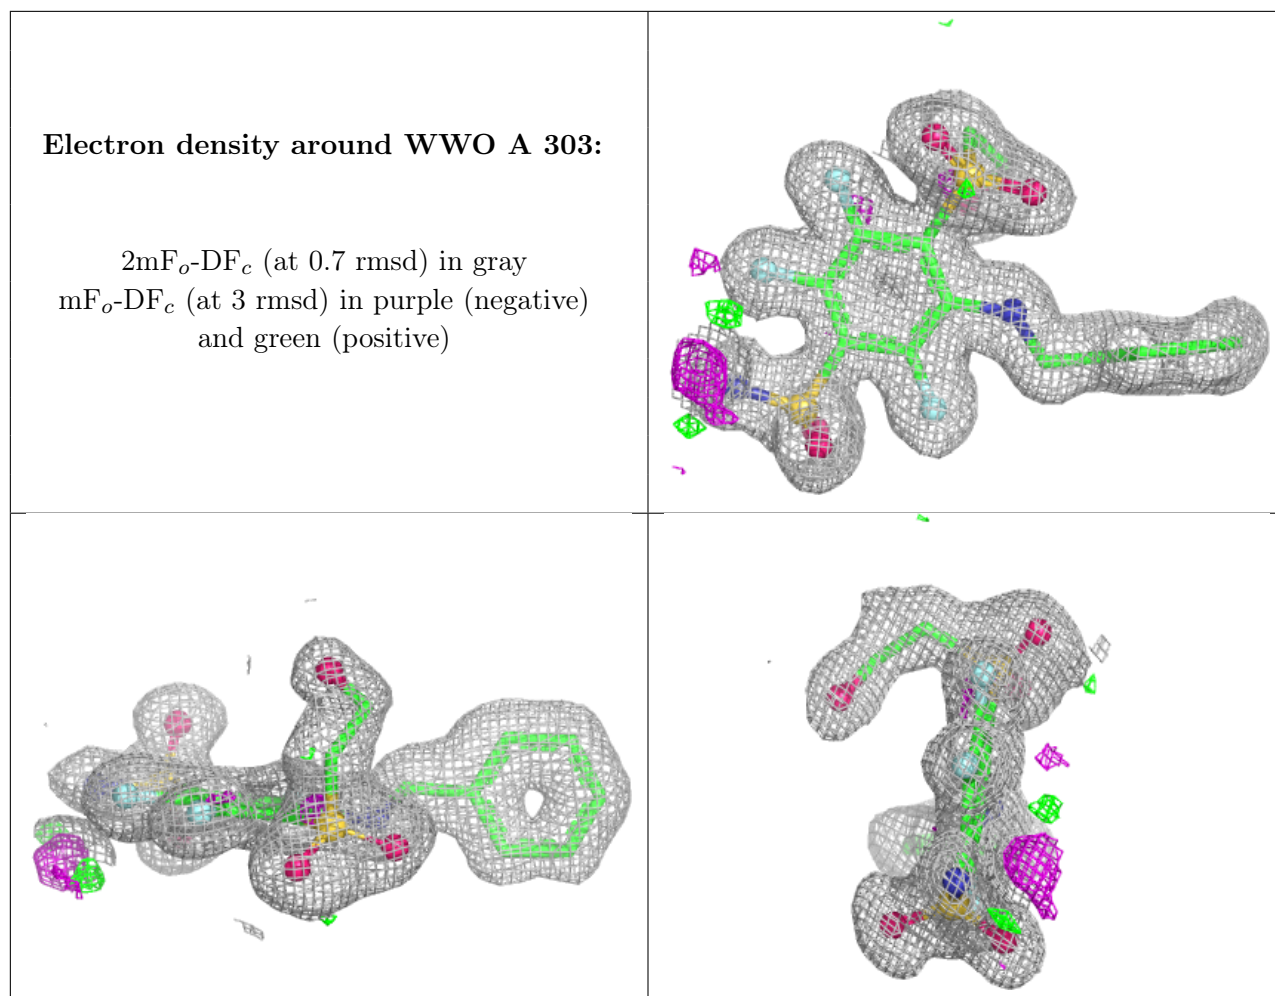 Electron density around WWO A 303:
2mFo-DFc (at 0.7 rmsd) in gray
mFo-DFc (at 3 rmsd) in purple (negative)
and green (positive)